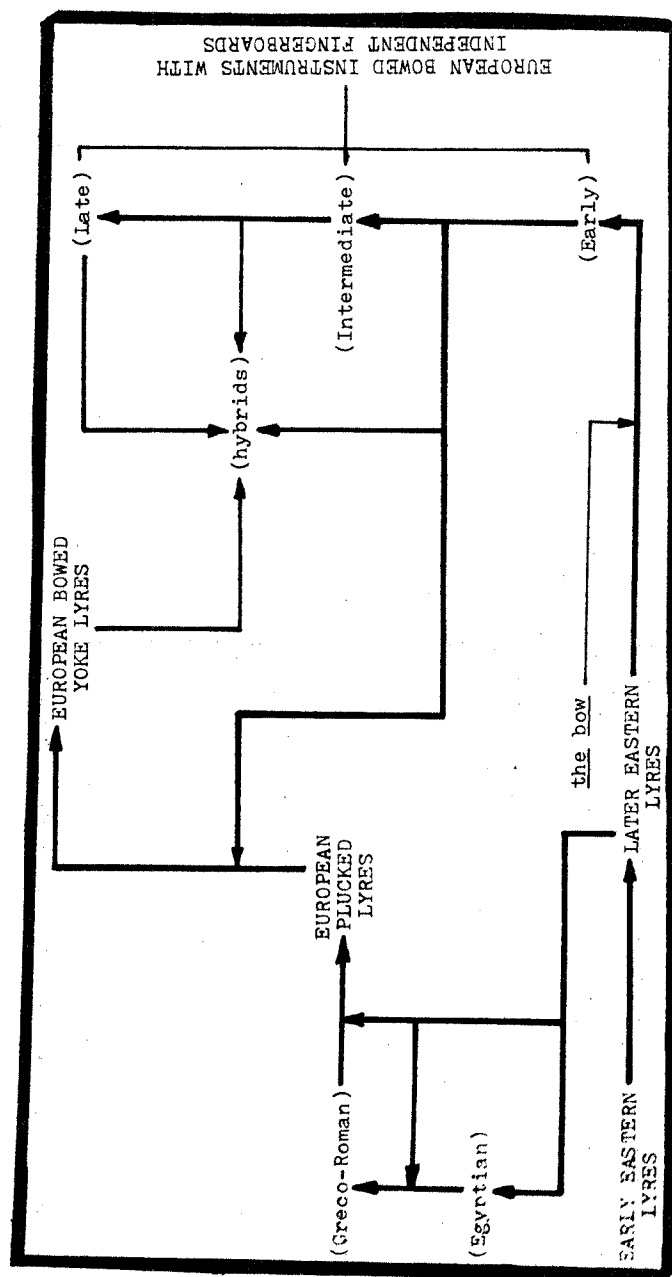 EUROPEAN BOWED INSTRUMENTS WITH
INDEPENDENT FINGERBOARDS
(Late)
(Intermediate)
(Early)
(hybrids)
EUROPEAN BOWED
YOKE LYRES
the bow
EUROPEAN
PLUCKED
LYRES
LATER EASTERN
LYRES
(Greco-Roman)
(Egyrtian)
EARLY EASTERN
LYRES